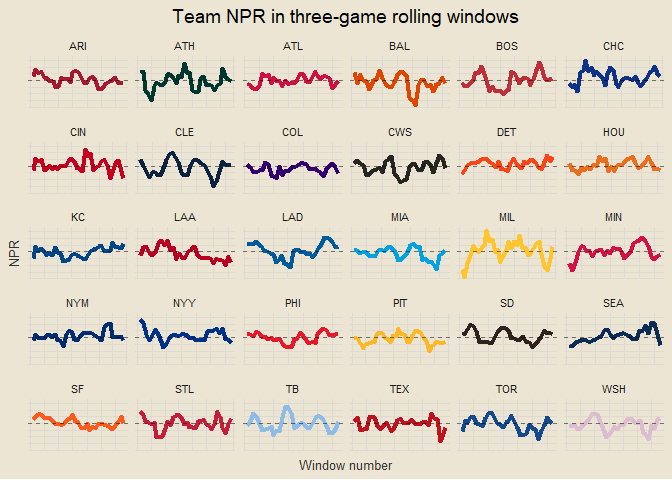 Team NPR in three-game rolling windows
ARI ATH ATL BAL BOS CHC
CIN CLE COL CWS DET HOU
KC LAA LAD MIA MIL MIN
NPR
NYM NYY PHI PIT SD SEA
SF STL TB TEX TOR WSH
Window number